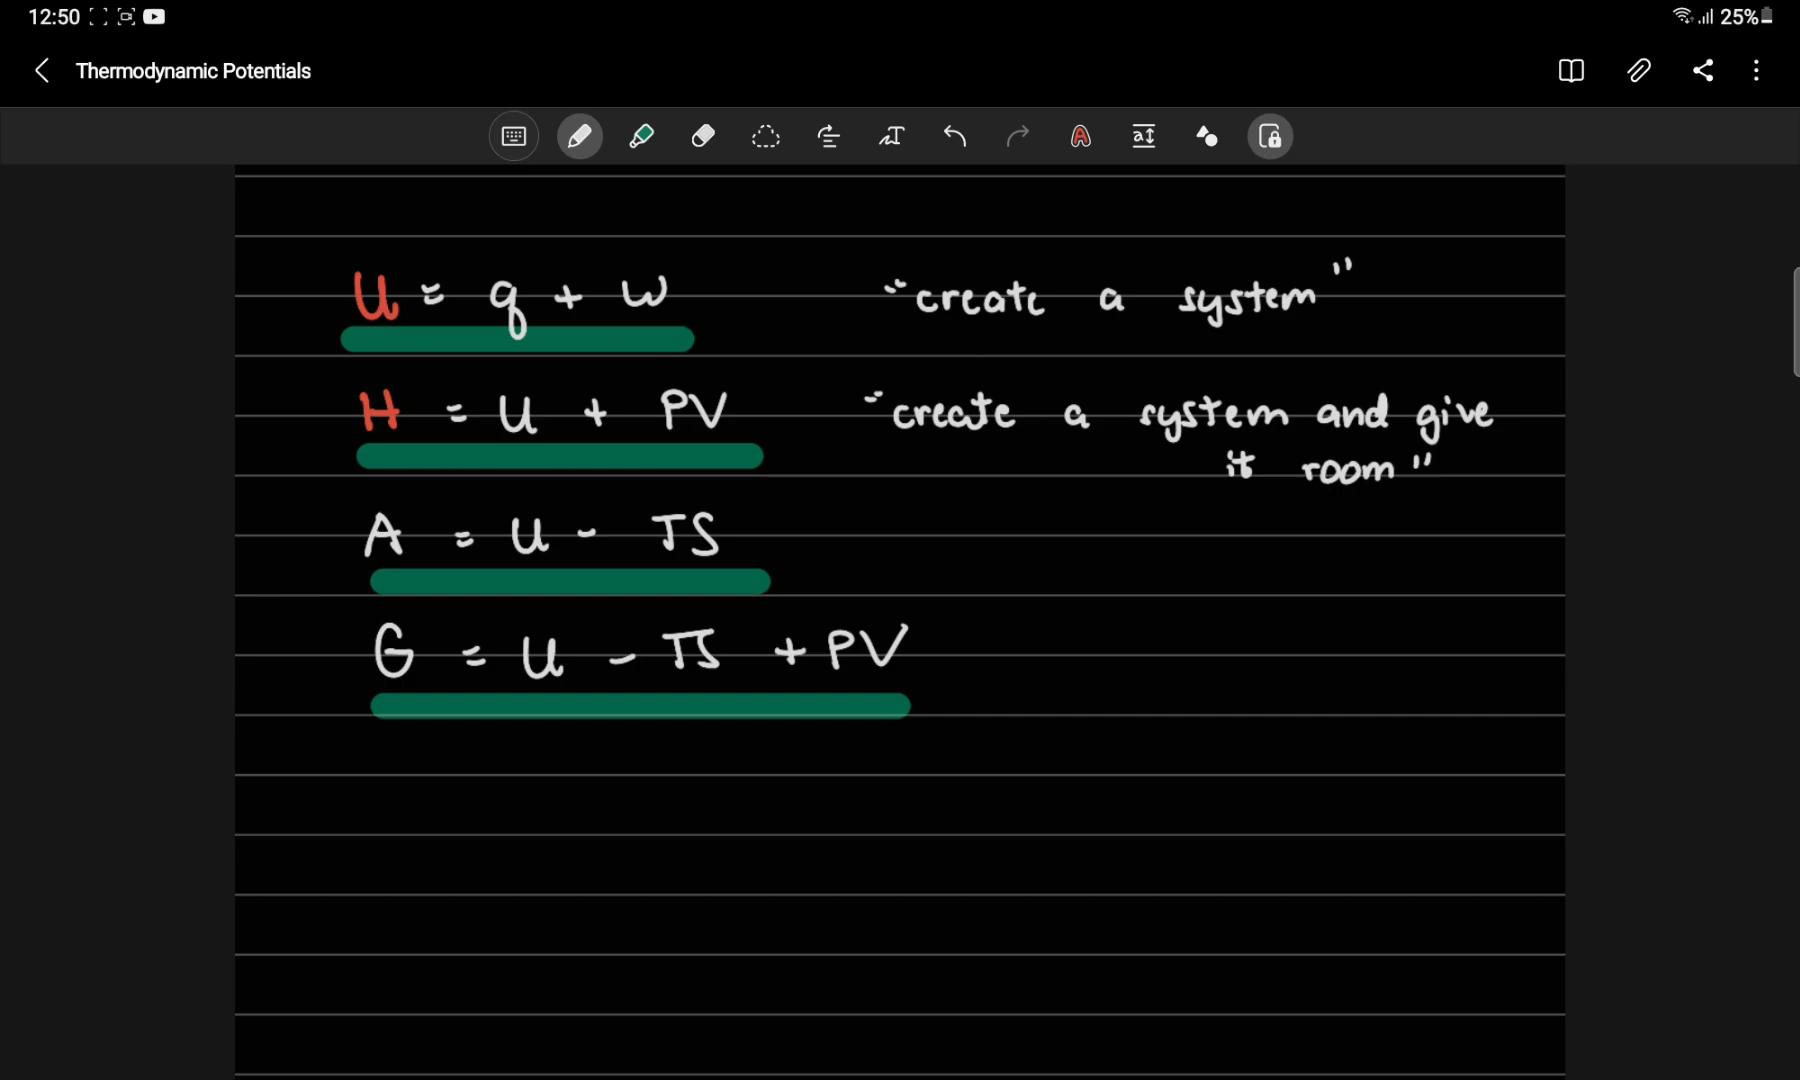 12:50 25%
Thermodynamic Potentials
U = q + w "create a system"
H = U + PV "create a system and give
it room"
A = U - TS
G = U - TS + PV